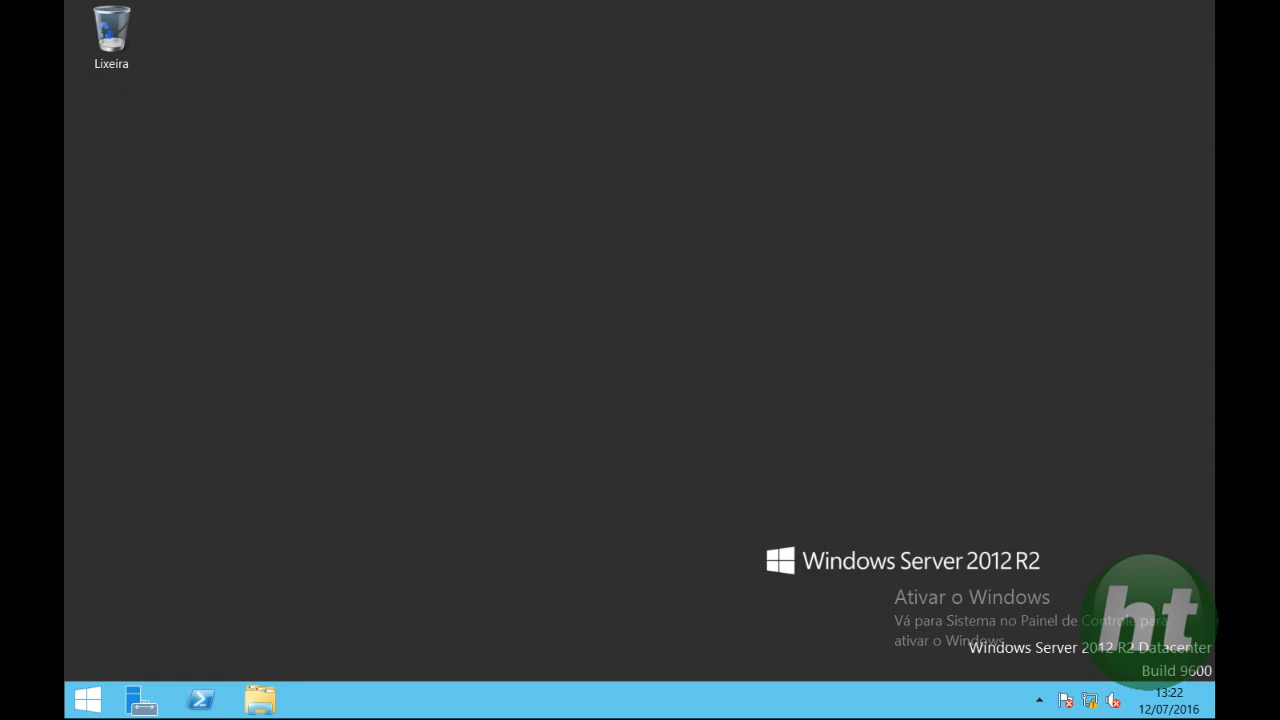 Lixeira
Windows Server 2012 R2
Ativar o Windows
Vá para Sistema no Painel de Controle para
ativar o Windows.
Windows Server 2012 R2 Datacenter
Build 9600
ht
13:22
12/07/2016